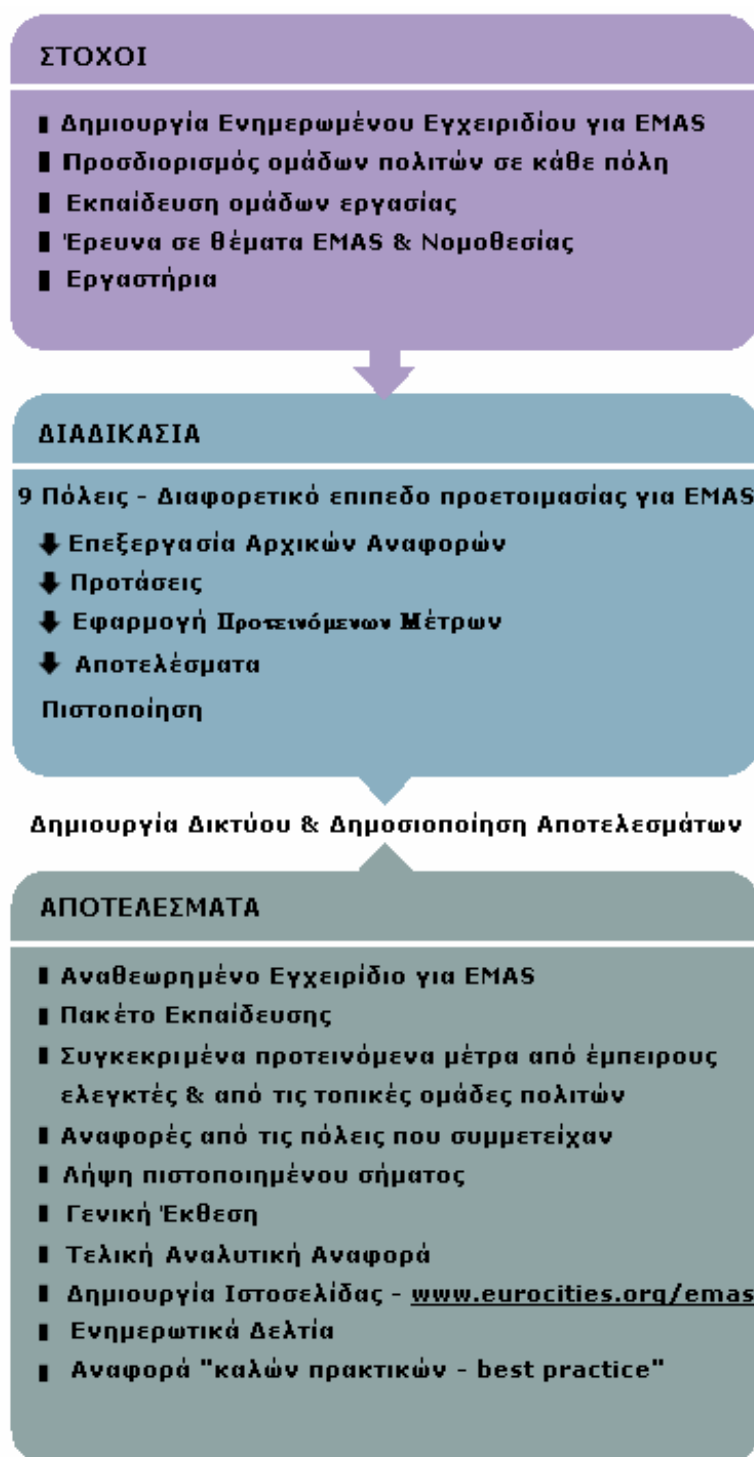 ΣΤΟΧΟΙ
Δημιουργία Ενημερωμένου Εγχειριδίου για EMAS
Προσδιορισμός ομάδων πολιτών σε κάθε πόλη
Εκπαίδευση ομάδων εργασίας
Έρευνα σε θέματα EMAS & Νομοθεσίας
Εργαστήρια
ΔΙΑΔΙΚΑΣΙΑ
9 Πόλεις - Διαφορετικό επιπεδο προετοιμασίας για EMAS
Επεξεργασία Αρχικών Αναφορών
Προτάσεις
Εφαρμογή Προτεινόμενων Μέτρων
Αποτελέσματα
Πιστοποίηση
Δημιουργία Δικτύου & Δημοσιοποίηση Αποτελεσμάτων
ΑΠΟΤΕΛΕΣΜΑΤΑ
Αναθεωρημένο Εγχειρίδιο για EMAS
Πακέτο Εκπαίδευσης
Συγκεκριμένα προτεινόμενα μέτρα από έμπειρους
ελεγκτές & από τις τοπικές ομάδες πολιτών
Αναφορές από τις πόλεις που συμμετείχαν
Λήψη πιστοποιημένου σήματος
Γενική Έκθεση
Τελική Αναλυτική Αναφορά
Δημιουργία Ιστοσελίδας - www.eurocities.org/emas
Ενημερωτικά Δελτία
Αναφορά "καλών πρακτικών - best practice"